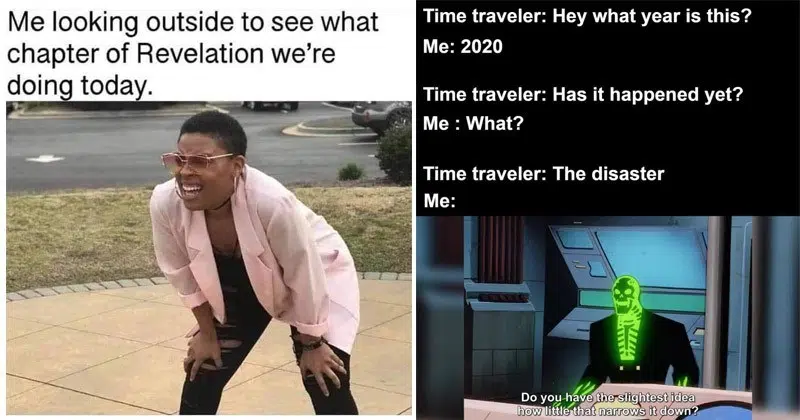 Me looking outside to see what
chapter of Revelation we're
doing today.
Time traveler: Hey what year is this?
Me: 2020
Time traveler: Has it happened yet?
Me : What?
Time traveler: The disaster
Me:
Do you have the slightest idea
how little that narrows it down?